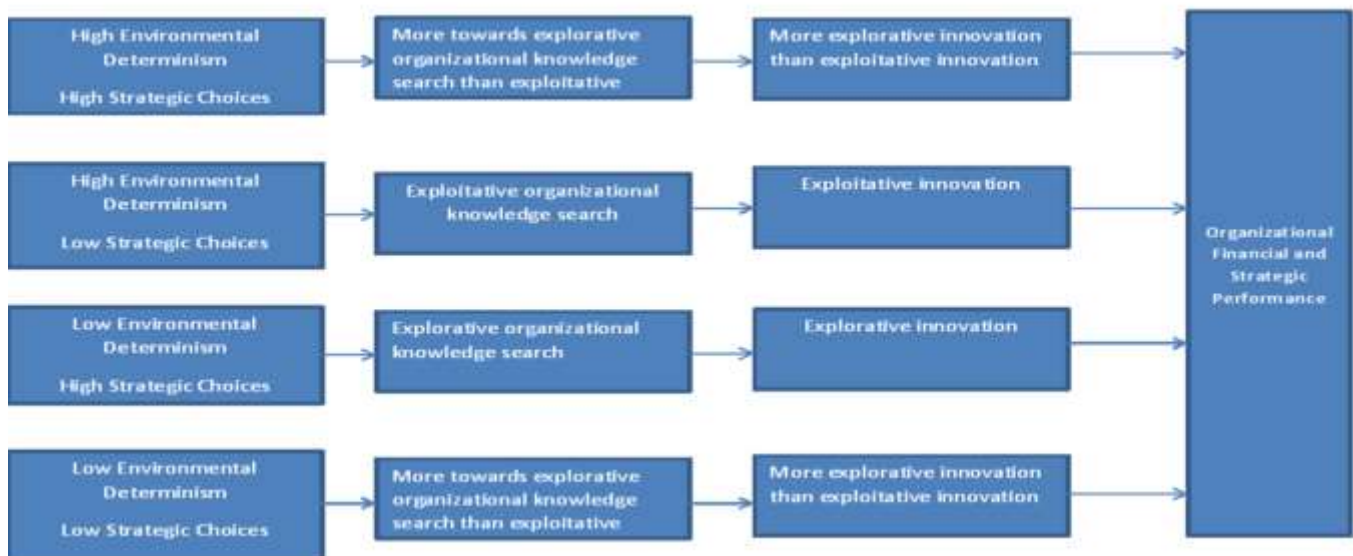 High Environmental
Determinism
High Strategic Choices
More towards explorative
organizational knowledge
search than exploitative
More explorative innovation
than exploitative innovation
High Environmental
Determinism
Low Strategic Choices
Exploitative organizational
knowledge search
Exploitative innovation
Organizational
Financial and
Strategic
Performance
Low Environmental
Determinism
High Strategic Choices
Explorative organizational
knowledge search
Explorative innovation
Low Environmental
Determinism
Low Strategic Choices
More towards explorative
organizational knowledge
search than exploitative
More explorative innovation
than exploitative innovation